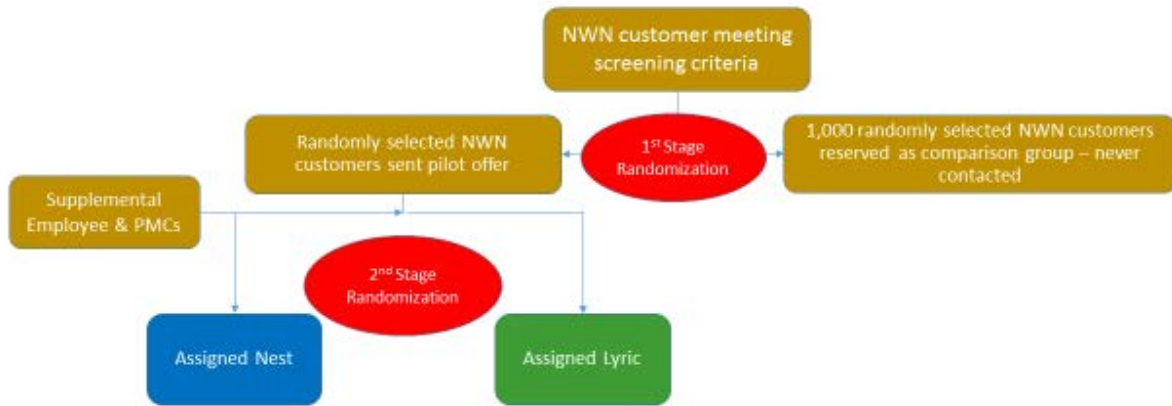 NWN customer meeting
screening criteria
Randomly selected NWN
customers sent pilot offer
1st Stage
Randomization
1,000 randomly selected NWN customers
reserved as comparison group – never
contacted
Supplemental
Employee & PMCs
2nd Stage
Randomization
Assigned Nest
Assigned Lyric